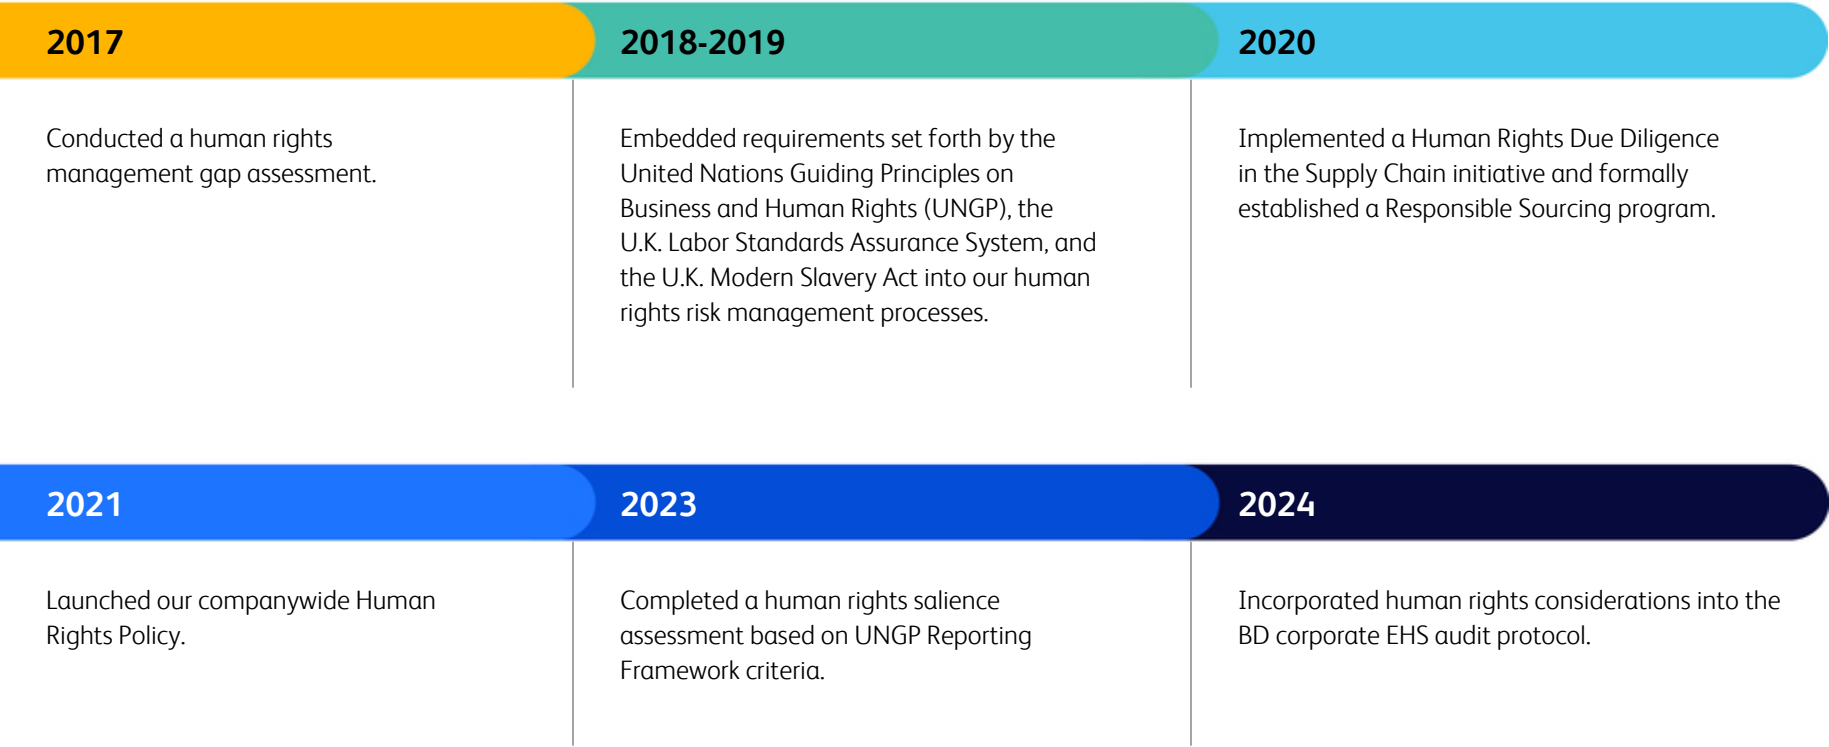 2017
Conducted a human rights
management gap assessment.
2018-2019
Embedded requirements set forth by the
United Nations Guiding Principles on
Business and Human Rights (UNGP), the
U.K. Labor Standards Assurance System, and
the U.K. Modern Slavery Act into our human
rights risk management processes.
2020
Implemented a Human Rights Due Diligence
in the Supply Chain initiative and formally
established a Responsible Sourcing program.
2021
Launched our companywide Human
Rights Policy.
2023
Completed a human rights salience
assessment based on UNGP Reporting
Framework criteria.
2024
Incorporated human rights considerations into the
BD corporate EHS audit protocol.